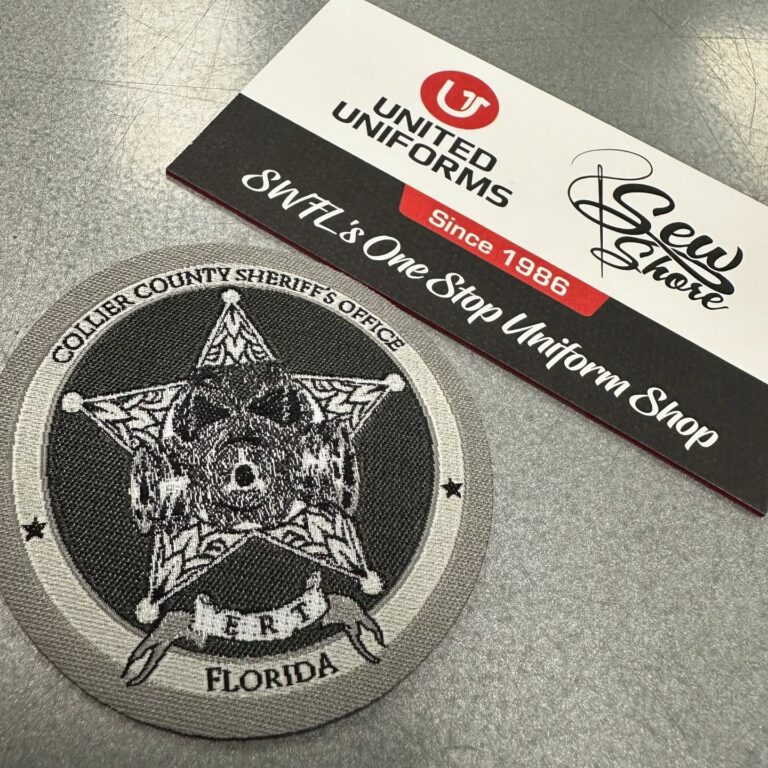 UNITED
UNIFORMS
Since 1986
Sew
Shore
SWFL's One Stop Uniform Shop
COLLIER COUNTY SHERIFF'S OFFICE
ERT
FLORIDA